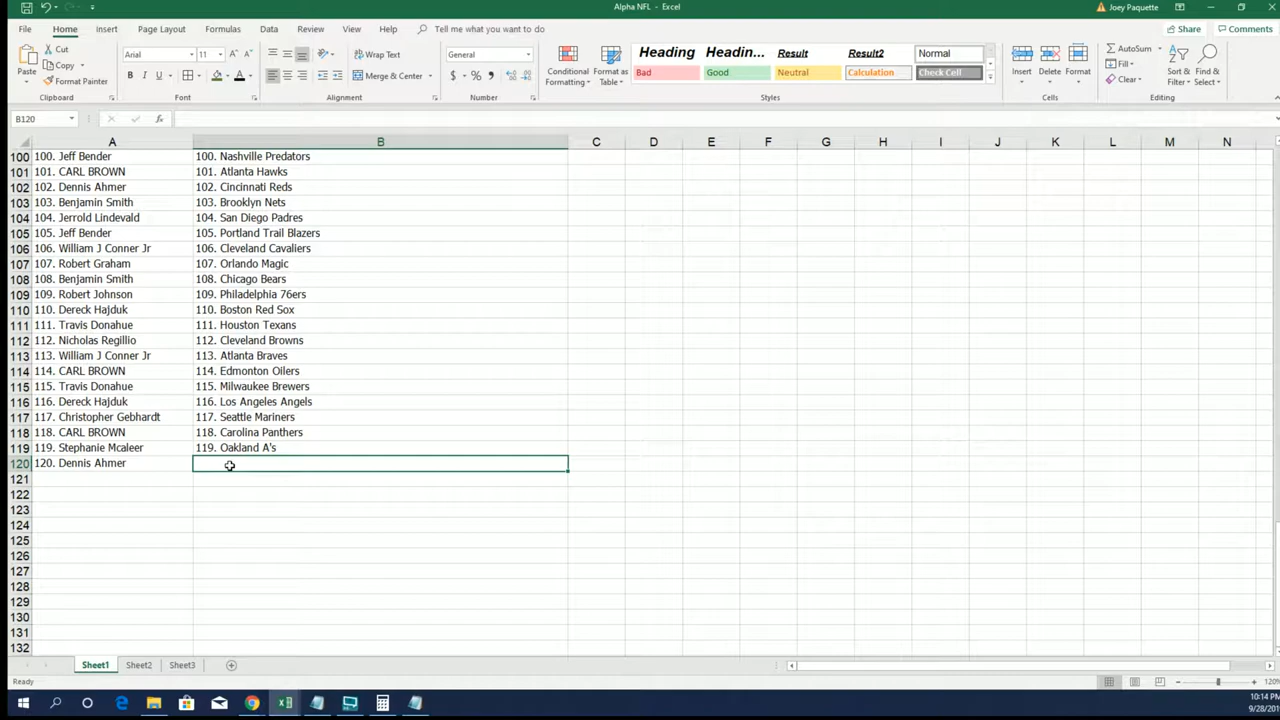 Alpha NFL - Excel
Joey Paquette
File Home Insert Page Layout Formulas Data Review View Help Tell me what you want to do Share Comments
Paste Cut Copy Format Painter Clipboard
Arial 11 B I U Font
Wrap Text Merge & Center Alignment
General $ % Number
Conditional Formatting Format as Table
Heading Headin... Result Result2 Normal
Bad Good Neutral Calculation Check Cell
Styles
Insert Delete Format Cells
AutoSum Fill Clear Sort & Filter Find & Select Editing
B120
A B C D E F G H I J K L M N
100 100. Jeff Bender 100. Nashville Predators
101 101. CARL BROWN 101. Atlanta Hawks
102 102. Dennis Ahmer 102. Cincinnati Reds
103 103. Benjamin Smith 103. Brooklyn Nets
104 104. Jerrold Lindevald 104. San Diego Padres
105 105. Jeff Bender 105. Portland Trail Blazers
106 106. William J Conner Jr 106. Cleveland Cavaliers
107 107. Robert Graham 107. Orlando Magic
108 108. Benjamin Smith 108. Chicago Bears
109 109. Robert Johnson 109. Philadelphia 76ers
110 110. Dereck Hajduk 110. Boston Red Sox
111 111. Travis Donahue 111. Houston Texans
112 112. Nicholas Regillio 112. Cleveland Browns
113 113. William J Conner Jr 113. Atlanta Braves
114 114. CARL BROWN 114. Edmonton Oilers
115 115. Travis Donahue 115. Milwaukee Brewers
116 116. Dereck Hajduk 116. Los Angeles Angels
117 117. Christopher Gebhardt 117. Seattle Mariners
118 118. CARL BROWN 118. Carolina Panthers
119 119. Stephanie Mcaleer 119. Oakland A's
120 120. Dennis Ahmer
121
122
123
124
125
126
127
128
129
130
131
132
Sheet1 Sheet2 Sheet3
Ready
10:14 PM